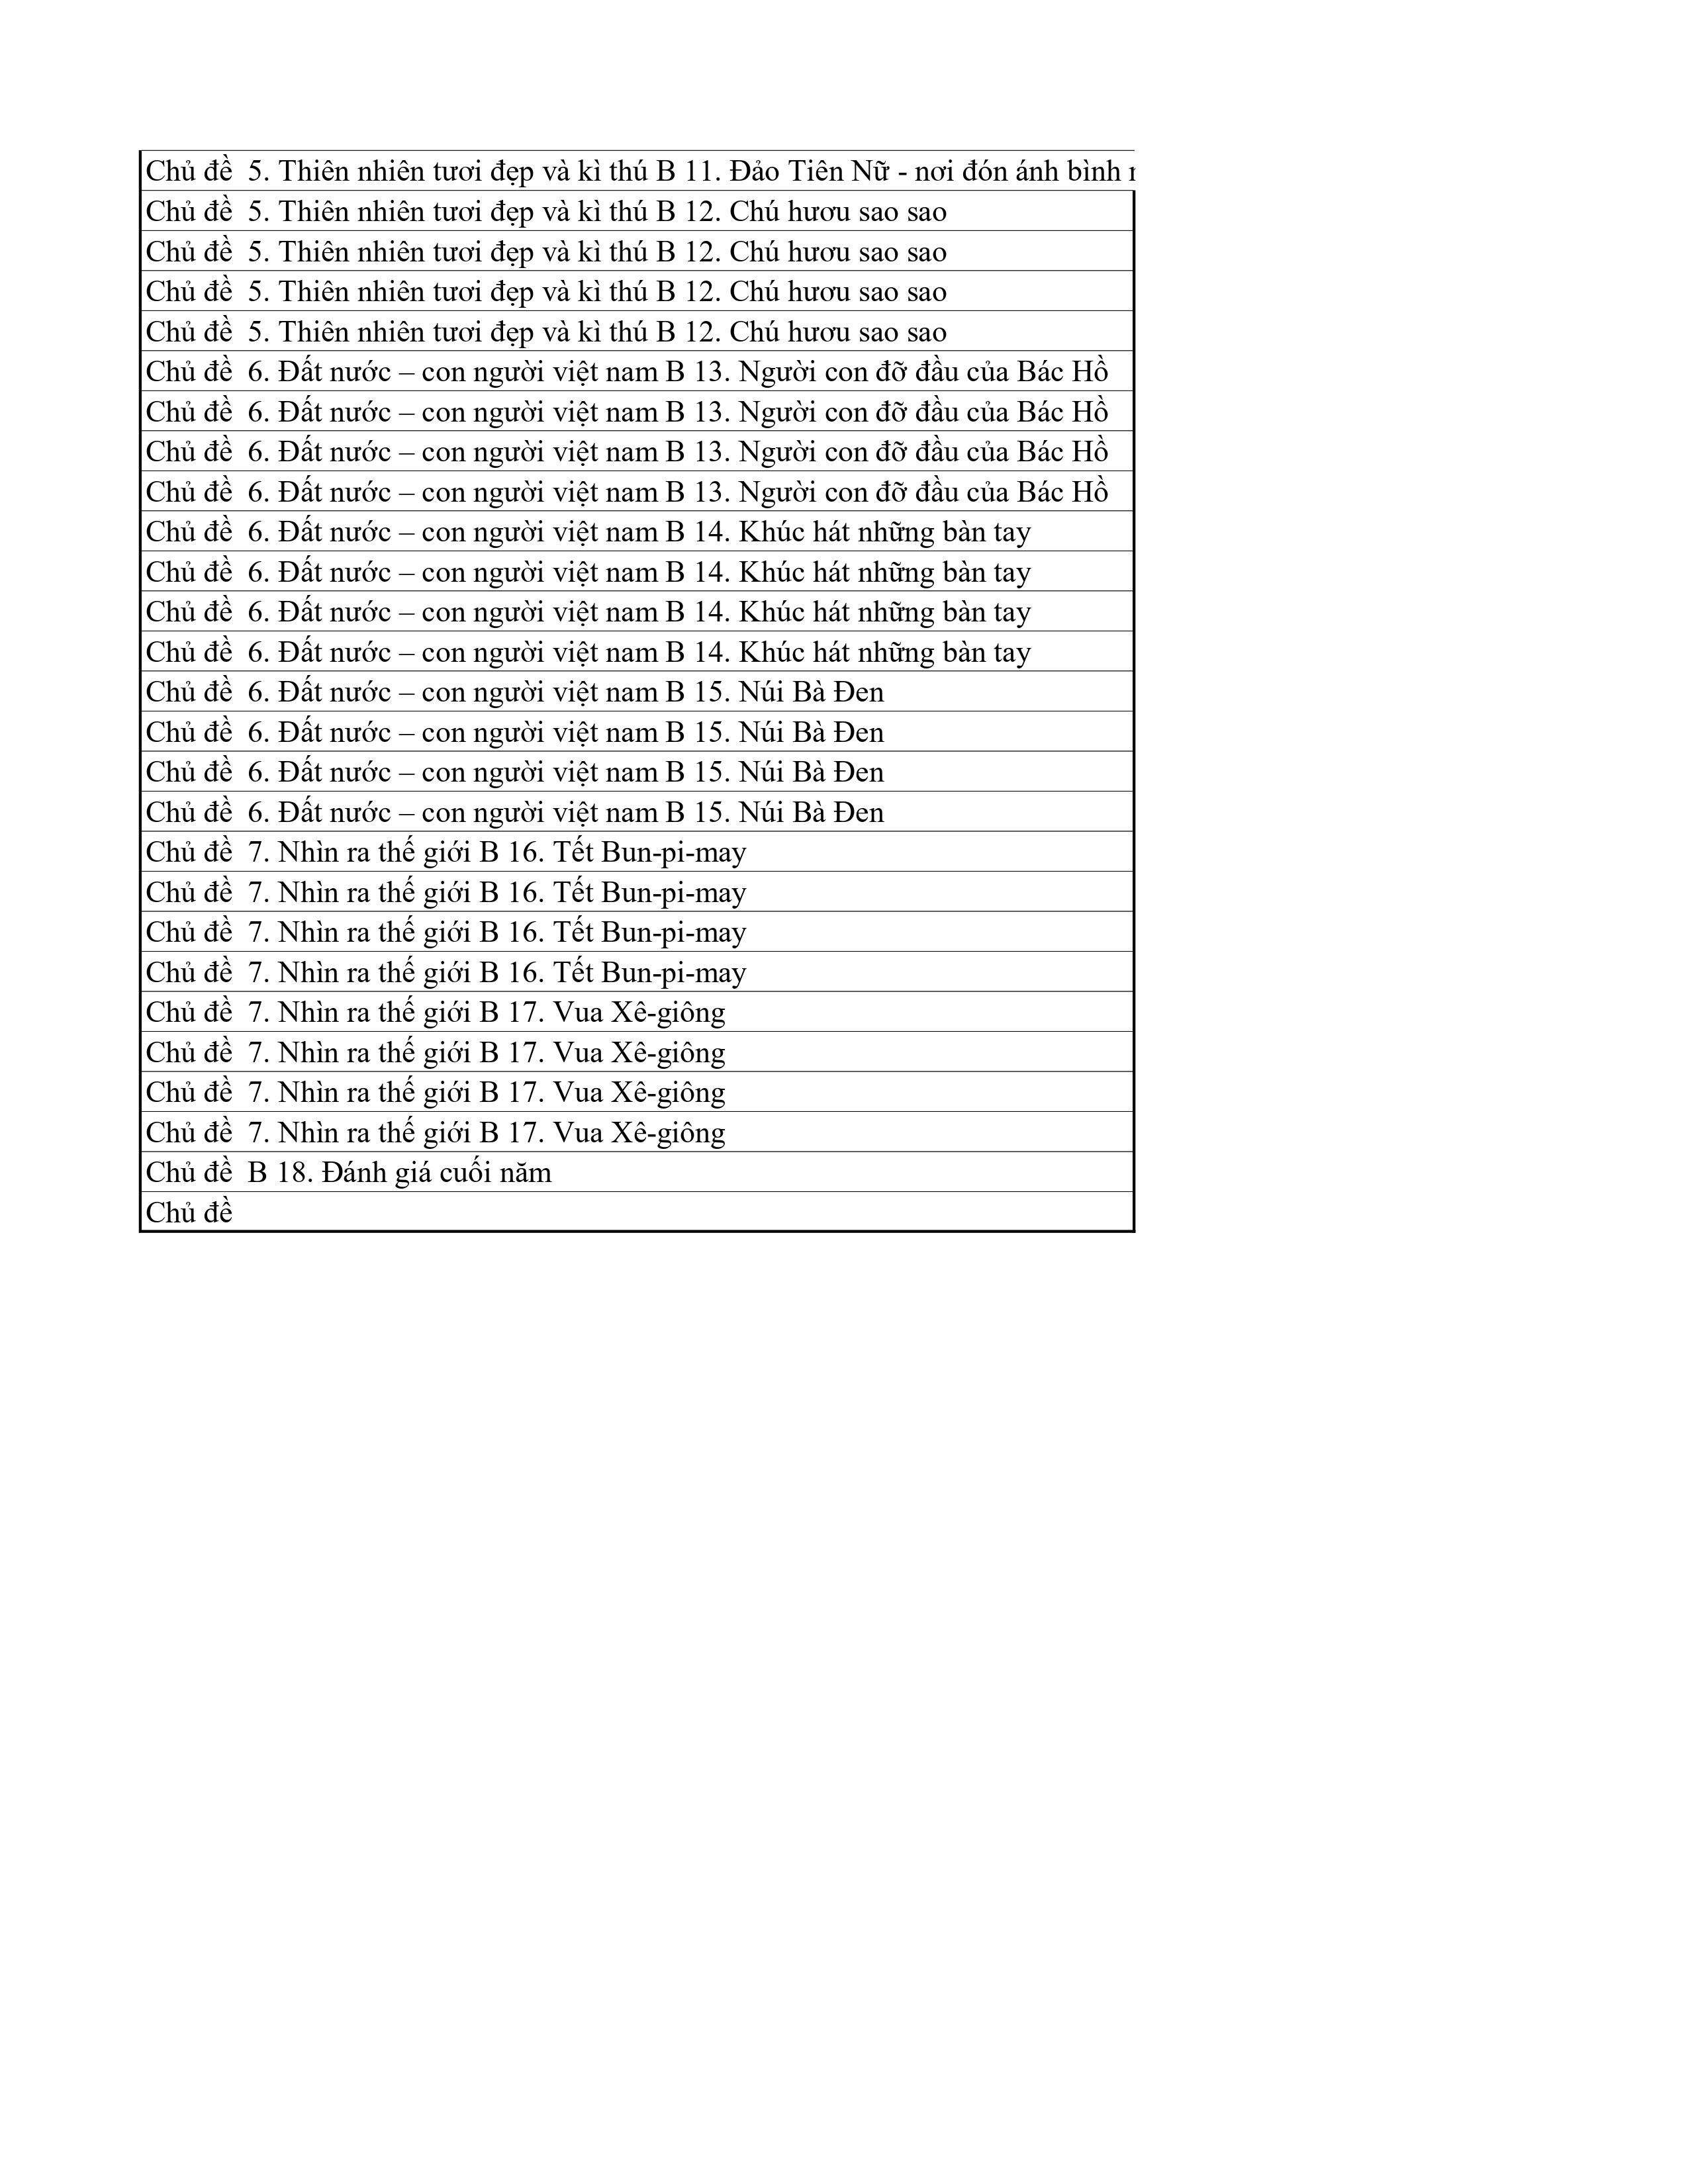 Chủ đề  5. Thiên nhiên tươi đẹp và kì thú B 11. Đảo Tiên Nữ - nơi đón ánh bình
Chủ đề  5. Thiên nhiên tươi đẹp và kì thú B 12. Chú hươu sao sao
Chủ đề  5. Thiên nhiên tươi đẹp và kì thú B 12. Chú hươu sao sao
Chủ đề  5. Thiên nhiên tươi đẹp và kì thú B 12. Chú hươu sao sao
Chủ đề  5. Thiên nhiên tươi đẹp và kì thú B 12. Chú hươu sao sao
Chủ đề  6. Đất nước – con người việt nam B 13. Người con đỡ đầu của Bác Hồ
Chủ đề  6. Đất nước – con người việt nam B 13. Người con đỡ đầu của Bác Hồ
Chủ đề  6. Đất nước – con người việt nam B 13. Người con đỡ đầu của Bác Hồ
Chủ đề  6. Đất nước – con người việt nam B 13. Người con đỡ đầu của Bác Hồ
Chủ đề  6. Đất nước – con người việt nam B 14. Khúc hát những bàn tay
Chủ đề  6. Đất nước – con người việt nam B 14. Khúc hát những bàn tay
Chủ đề  6. Đất nước – con người việt nam B 14. Khúc hát những bàn tay
Chủ đề  6. Đất nước – con người việt nam B 14. Khúc hát những bàn tay
Chủ đề  6. Đất nước – con người việt nam B 15. Núi Bà Đen
Chủ đề  6. Đất nước – con người việt nam B 15. Núi Bà Đen
Chủ đề  6. Đất nước – con người việt nam B 15. Núi Bà Đen
Chủ đề  6. Đất nước – con người việt nam B 15. Núi Bà Đen
Chủ đề  7. Nhìn ra thế giới B 16. Tết Bun-pi-may
Chủ đề  7. Nhìn ra thế giới B 16. Tết Bun-pi-may
Chủ đề  7. Nhìn ra thế giới B 16. Tết Bun-pi-may
Chủ đề  7. Nhìn ra thế giới B 16. Tết Bun-pi-may
Chủ đề  7. Nhìn ra thế giới B 17. Vua Xê-giông
Chủ đề  7. Nhìn ra thế giới B 17. Vua Xê-giông
Chủ đề  7. Nhìn ra thế giới B 17. Vua Xê-giông
Chủ đề  7. Nhìn ra thế giới B 17. Vua Xê-giông
Chủ đề  B 18. Đánh giá cuối năm
Chủ đề